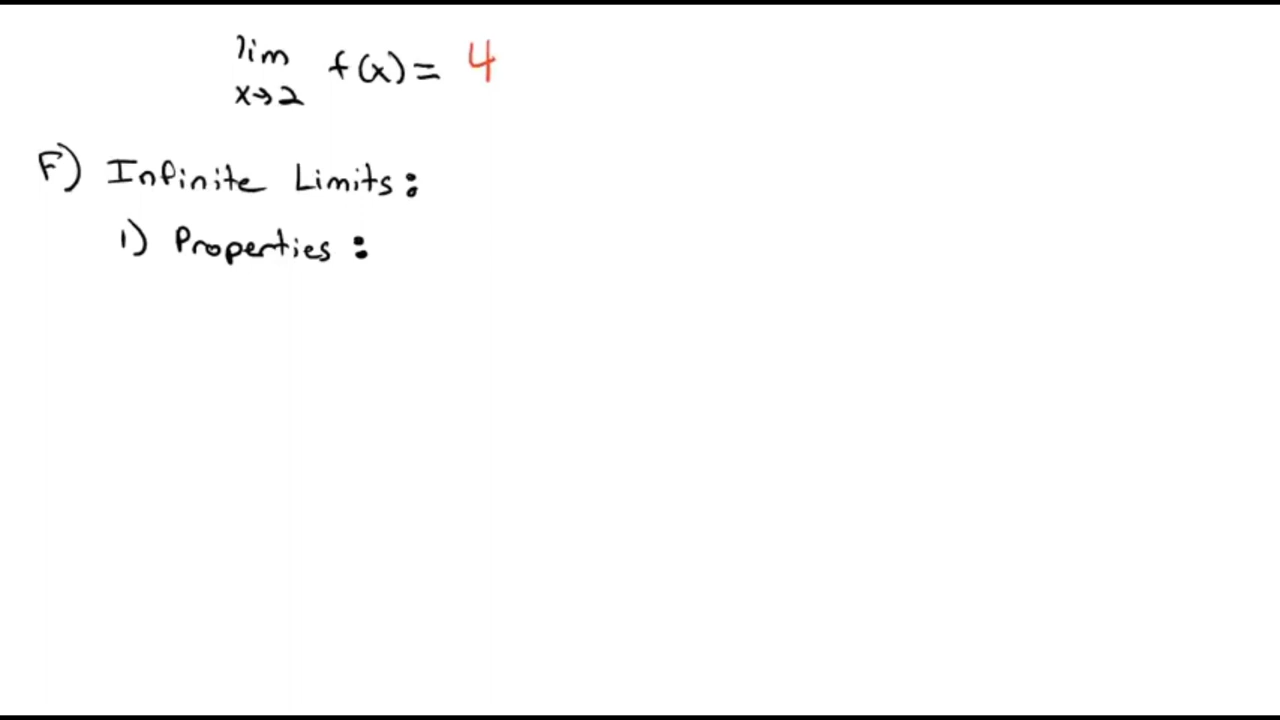 lim f(x) = 4
x→2
F) Infinite Limits:
1) Properties: